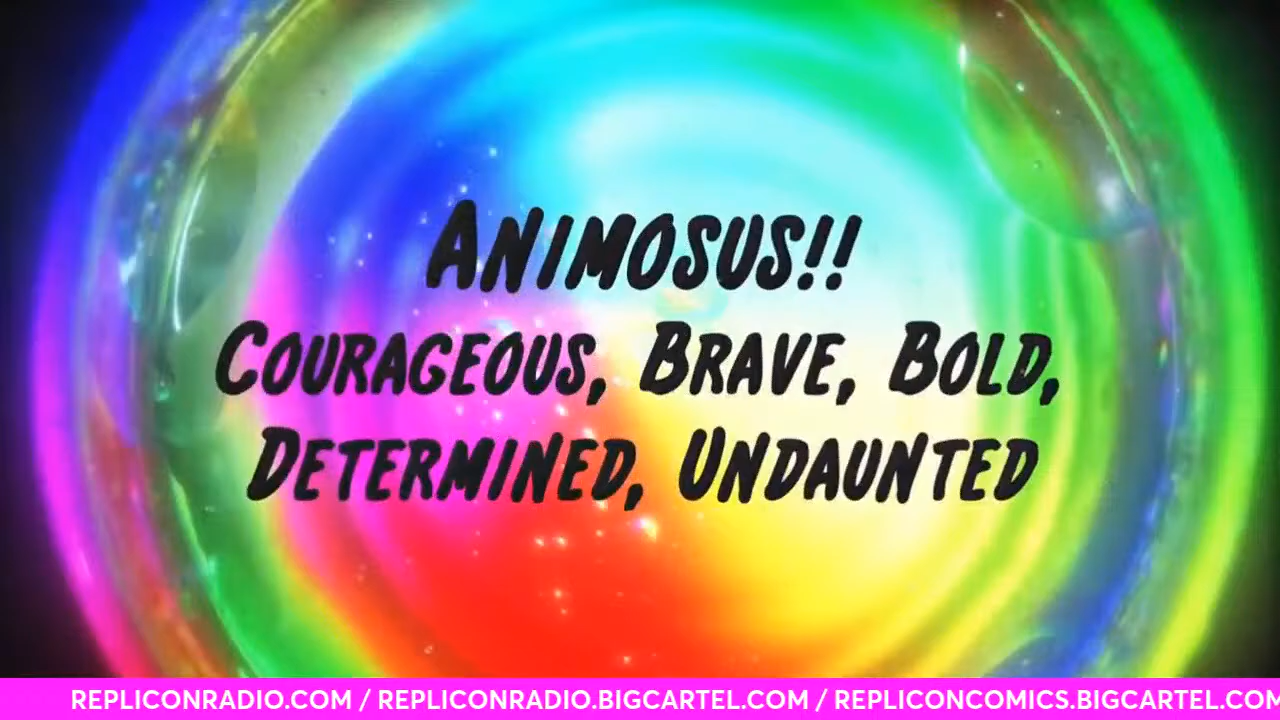 Animosus!!
Courageous, Brave, Bold,
Determined, Undaunted
REPLICONRADIO.COM / REPLICONRADIO.BIGCARTEL.COM / REPLICONCOMICS.BIGCARTEL.COM